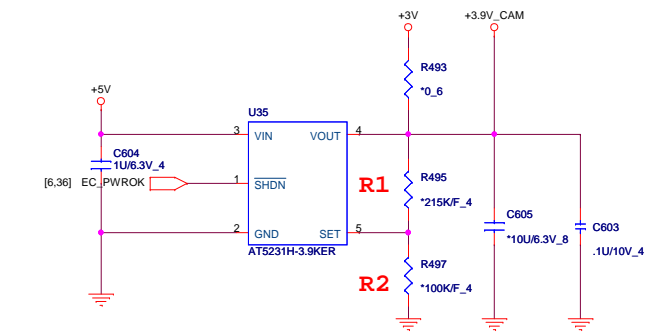 +3V +3.9V_CAM
R493
*0_6
+5V
U35
3 VIN VOUT 4
C604
1U/6.3V_4
[6,36] EC_PWROK 1 SHDN
R1 R495
*215K/F_4
C605
*10U/6.3V_8
C603
.1U/10V_4
2 GND SET 5
AT5231H-3.9KER
R2 R497
*100K/F_4